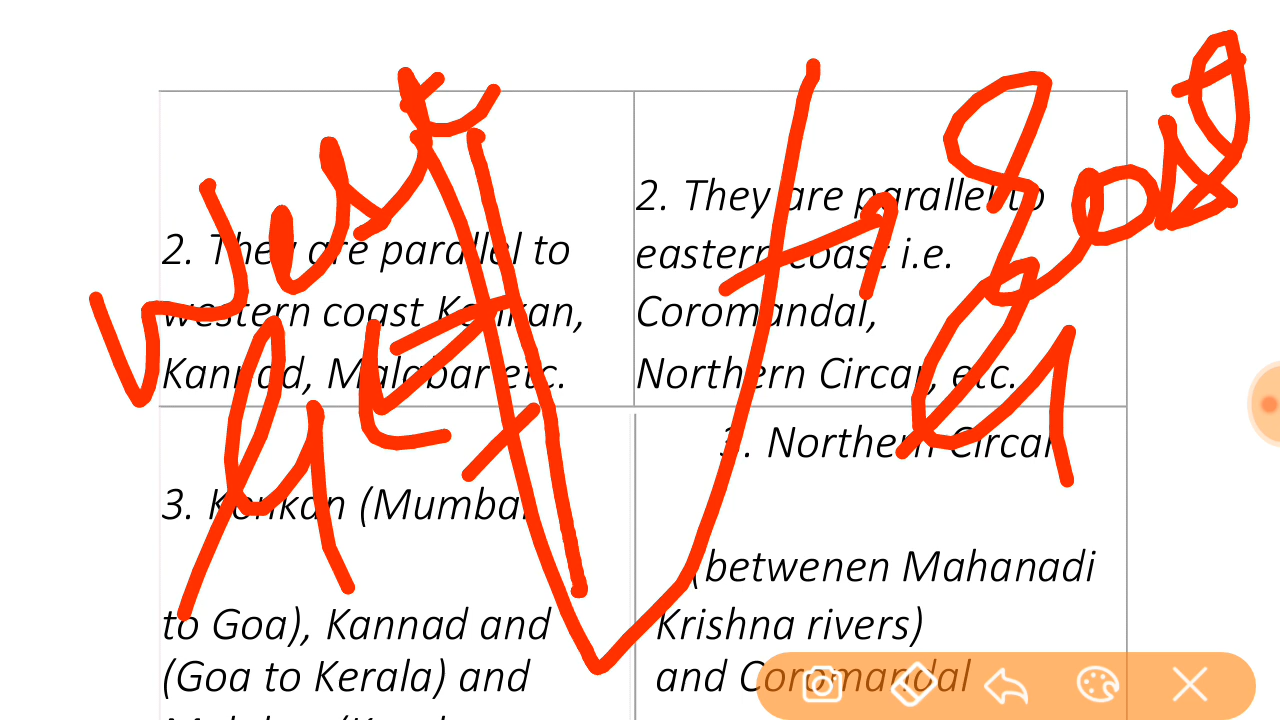 West
East
2. They are parallel to
western coast Konkan,
Kannad, Malabar etc.
2. They are parallel to
eastern coast i.e.
Coromandal,
Northern Circar, etc.
3. Konkan (Mumbai
to Goa), Kannad and
(Goa to Kerala) and
3. Northern Circar
(betwenen Mahanadi
Krishna rivers)
and Coromandal